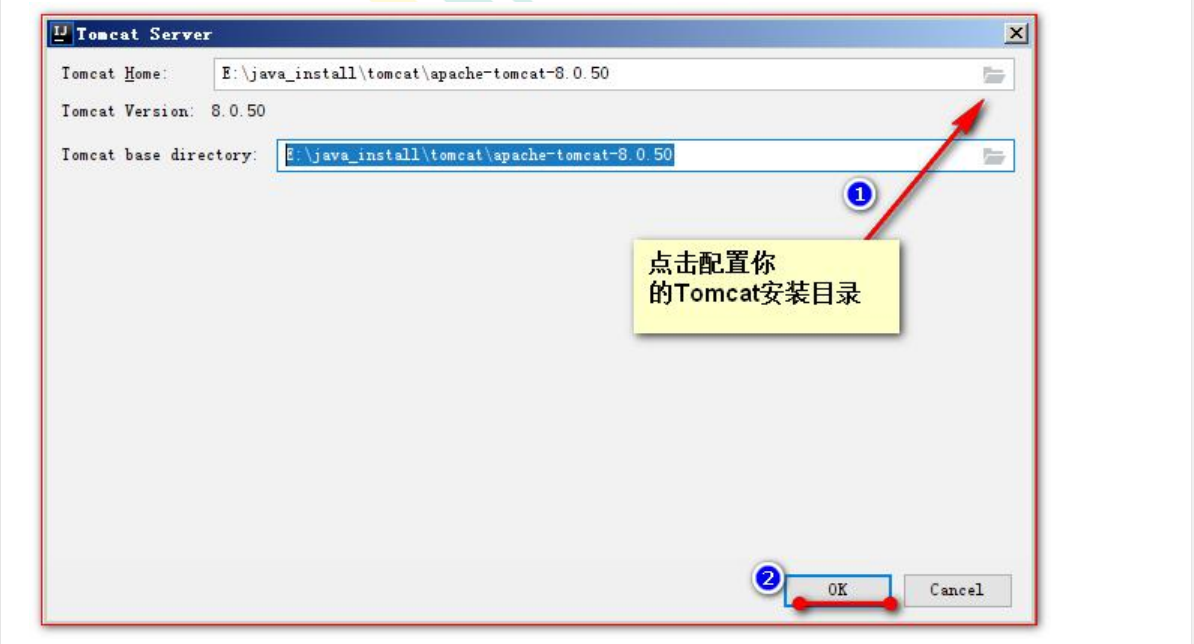 IJ Tomcat Server
Tomcat Home: E:\java_install\tomcat\apache-tomcat-8.0.50
Tomcat Version: 8.0.50
Tomcat base directory: E:\java_install\tomcat\apache-tomcat-8.0.50
1
点击配置你
的Tomcat安装目录
2
OK Cancel